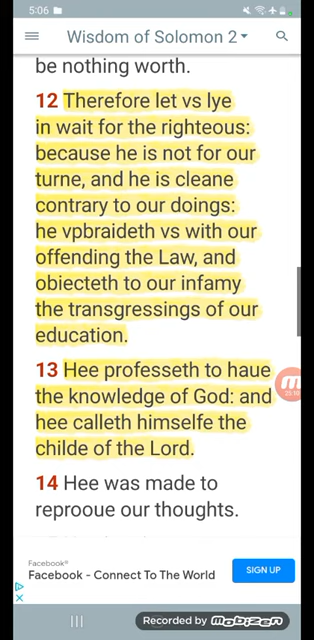 5:06
Wisdom of Solomon 2
be nothing worth.
12 Therefore let vs lye
in wait for the righteous:
because he is not for our
turne, and he is cleane
contrary to our doings:
he vpbraideth vs with our
offending the Law, and
obiecteth to our infamy
the transgressings of our
education.
13 Hee professeth to haue
the knowledge of God: and
hee calleth himselfe the
childe of the Lord.
14 Hee was made to
reprooue our thoughts.
Facebook®
Facebook - Connect To The World
SIGN UP
Recorded by Mobizen